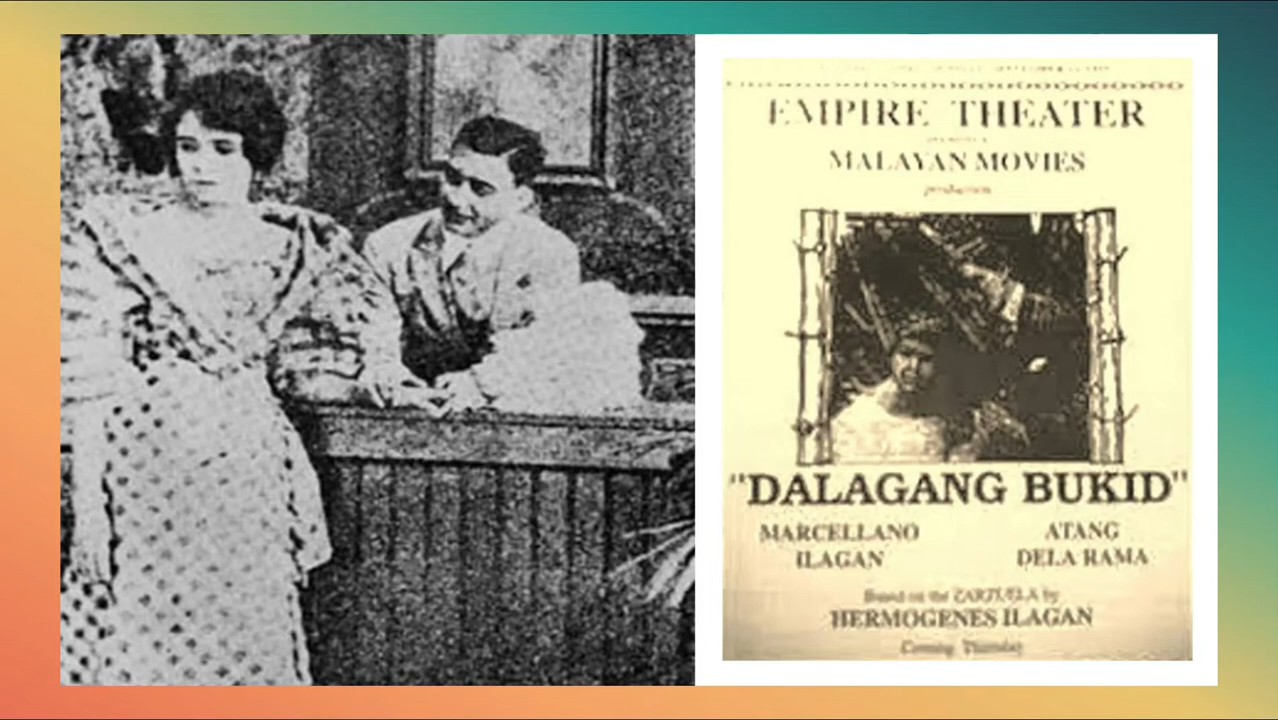 EMPIRE THEATER
MALAYAN MOVIES
production
"DALAGANG BUKID"
MARCELLANO
ILAGAN
ATANG
DELA RAMA
Based on the ZARZUELA by
HERMOGENES ILAGAN
Coming Thursday